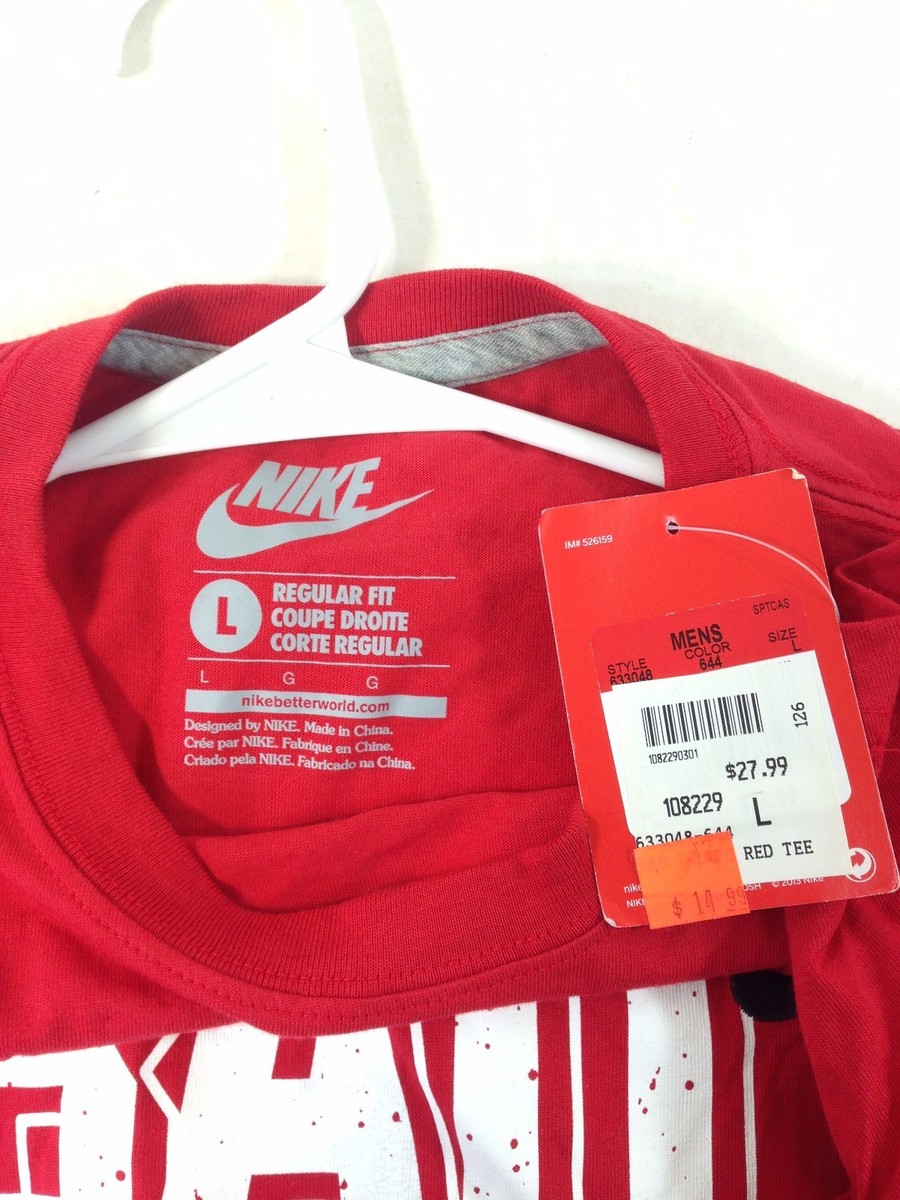 NIKE
L
REGULAR FIT
COUPE DROITE
CORTE REGULAR
L G G
nikebetterworld.com
Designed by NIKE. Made in China.
Crée par NIKE. Fabrique en Chine.
Criado pela NIKE. Fabricado na China.
IM# 526159
SPTCAS
MENS
SIZE
L
COLOR
644
STYLE
633048
126
1082290301
$27.99
108229 L
633048-644
RED TEE
© 2013 Nike
$ 14.99